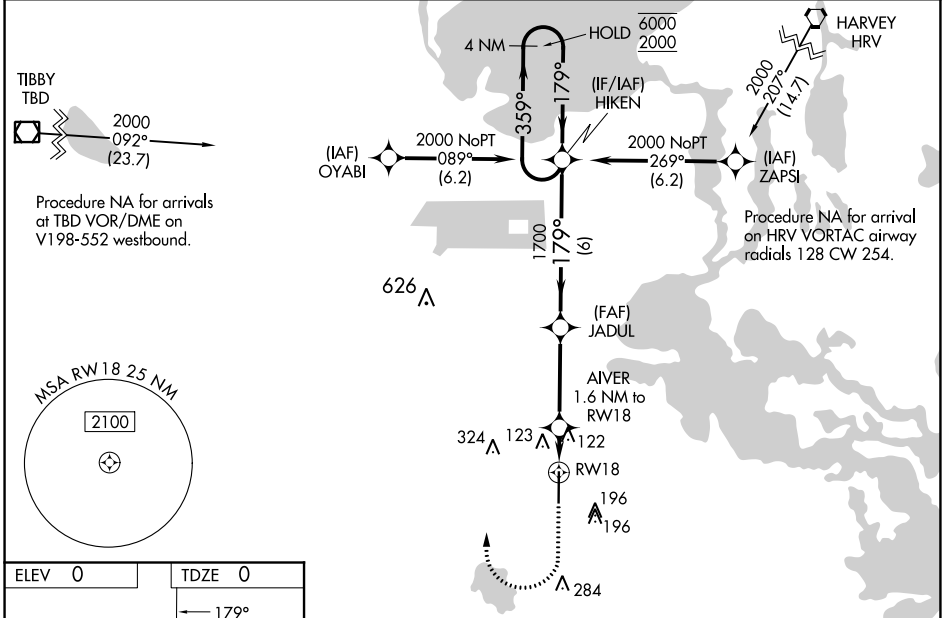 HOLD 6000
2000
4 NM
359°
179°
HARVEY
HRV
2000
207°
(14.7)
TIBBY
TBD
2000
092°
(23.7)
(IF/IAF)
HIKEN
(IAF)
OYABI
2000 NoPT
089°
(6.2)
2000 NoPT
269°
(6.2)
(IAF)
ZAPSI
Procedure NA for arrivals
at TBD VOR/DME on
V198-552 westbound.
Procedure NA for arrival
on HRV VORTAC airway
radials 128 CW 254.
1700
179°
(6)
626
(FAF)
JADUL
MSA RW18 25 NM
2100
AIVER
1.6 NM to
RW18
324
123
122
RW18
196
196
284
ELEV 0
TDZE 0
179°